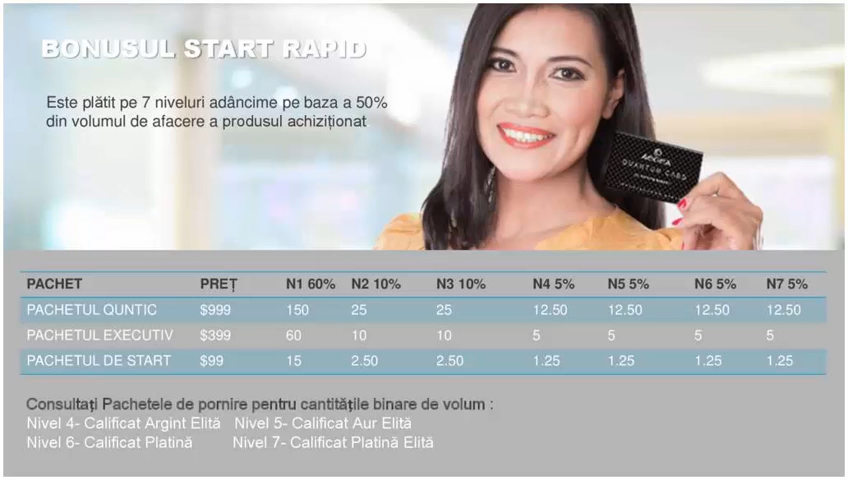 BONUSUL START RAPID
Este plătit pe 7 niveluri adâncime pe baza a 50%
din volumul de afacere a produsul achiziționat
QUANTUM CARD
PACHET PREȚ N1 60% N2 10% N3 10% N4 5% N5 5% N6 5% N7 5%
PACHETUL QUNTIC $999 150 25 25 12.50 12.50 12.50 12.50
PACHETUL EXECUTIV $399 60 10 10 5 5 5 5
PACHETUL DE START $99 15 2.50 2.50 1.25 1.25 1.25 1.25
Consultați Pachetele de pornire pentru cantitățile binare de volum :
Nivel 4- Calificat Argint Elită Nivel 5- Calificat Aur Elită
Nivel 6- Calificat Platină Nivel 7- Calificat Platină Elită